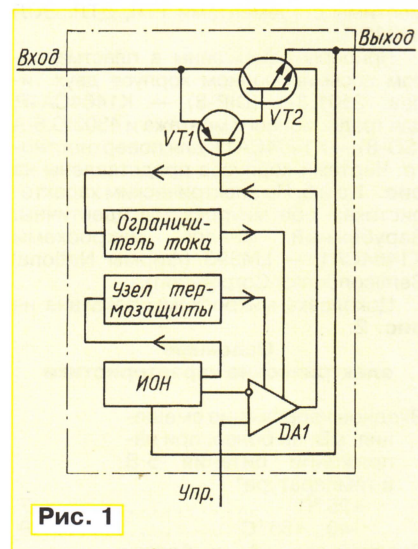 Вход
Выход
VT1
VT2
Ограничи-
тель тока
Узел тер-
мозащиты
ИОН
DA1
Упр.
Рис. 1